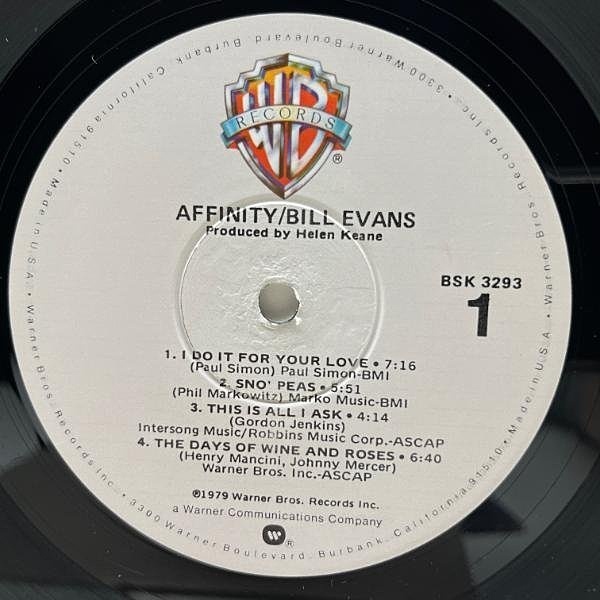 WB
RECORDS
®
AFFINITY/BILL EVANS
Produced by Helen Keane
BSK 3293
1
1. I DO IT FOR YOUR LOVE • 7:16
(Paul Simon) Paul Simon-BMI
2. SNO' PEAS • 5:51
(Phil Markowitz) Marko Music-BMI
3. THIS IS ALL I ASK • 4:14
(Gordon Jenkins)
Intersong Music/Robbins Music Corp.-ASCAP
4. THE DAYS OF WINE AND ROSES • 6:40
(Henry Mancini, Johnny Mercer)
Warner Bros. Inc.-ASCAP
℗1979 Warner Bros. Records Inc.
a Warner Communications Company
®
Warner Bros. Records Inc. • 3300 Warner Boulevard, Burbank, California 91510 • Made in U.S.A. • Warner Bros. Records Inc. • 3300 Warner Boulevard, Burbank, California 91510 • Made in U.S.A. •